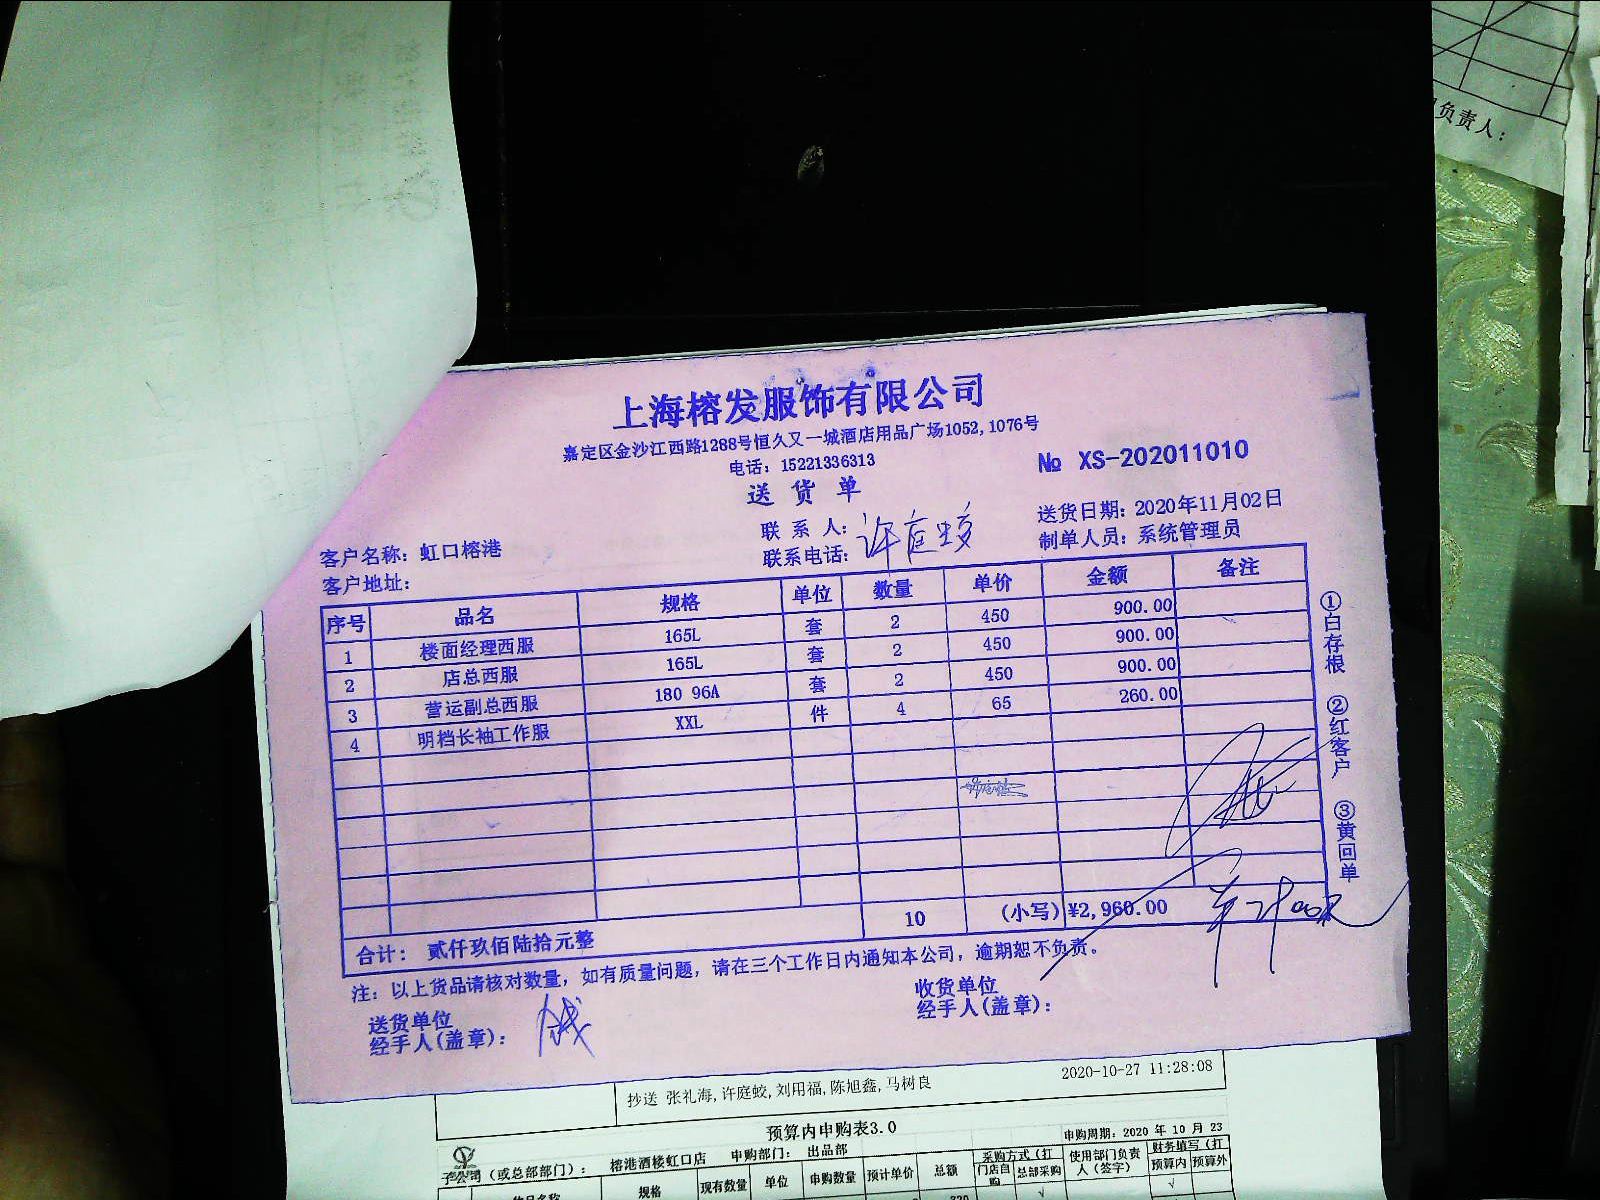 负责人：
上海榕发服饰有限公司
嘉定区金沙江西路1288号恒久又一城酒店用品广场1052,1076号
电话：15221336313
№ XS-202011010
送 货 单
联 系 人： 许庭蛟
送货日期：2020年11月02日
客户名称：虹口榕港
联系电话：
制单人员：系统管理员
客户地址：
序号 品名 规格 单位 数量 单价 金额 备注
1 楼面经理西服 165L 套 2 450 900.00
2 店总西服 165L 套 2 450 900.00
3 营运副总西服 180 96A 套 2 450 900.00
4 明档长袖工作服 XXL 件 4 65 260.00
合计： 贰仟玖佰陆拾元整 10 (小写) ¥2,960.00
注：以上货品请核对数量，如有质量问题，请在三个工作日内通知本公司，逾期恕不负责。
送货单位
经手人(盖章)： 钱
收货单位
经手人(盖章)：
①白存根 ②红客户 ③黄回单
抄送 张礼海,许庭蛟,刘用福,陈旭鑫,马树良
2020-10-27 11:28:08
预算内申购表3.0
申购周期：2020 年 10 月 23
子公司（或总部部门）： 榕港酒楼虹口店 申购部门： 出品部
规格 现有数量 单位 申购数量 预计单价 总额 采购方式（打 门店自购 总部采购 使用部门负责人（签字） 财务填写（打 预算内 预算外
√ √